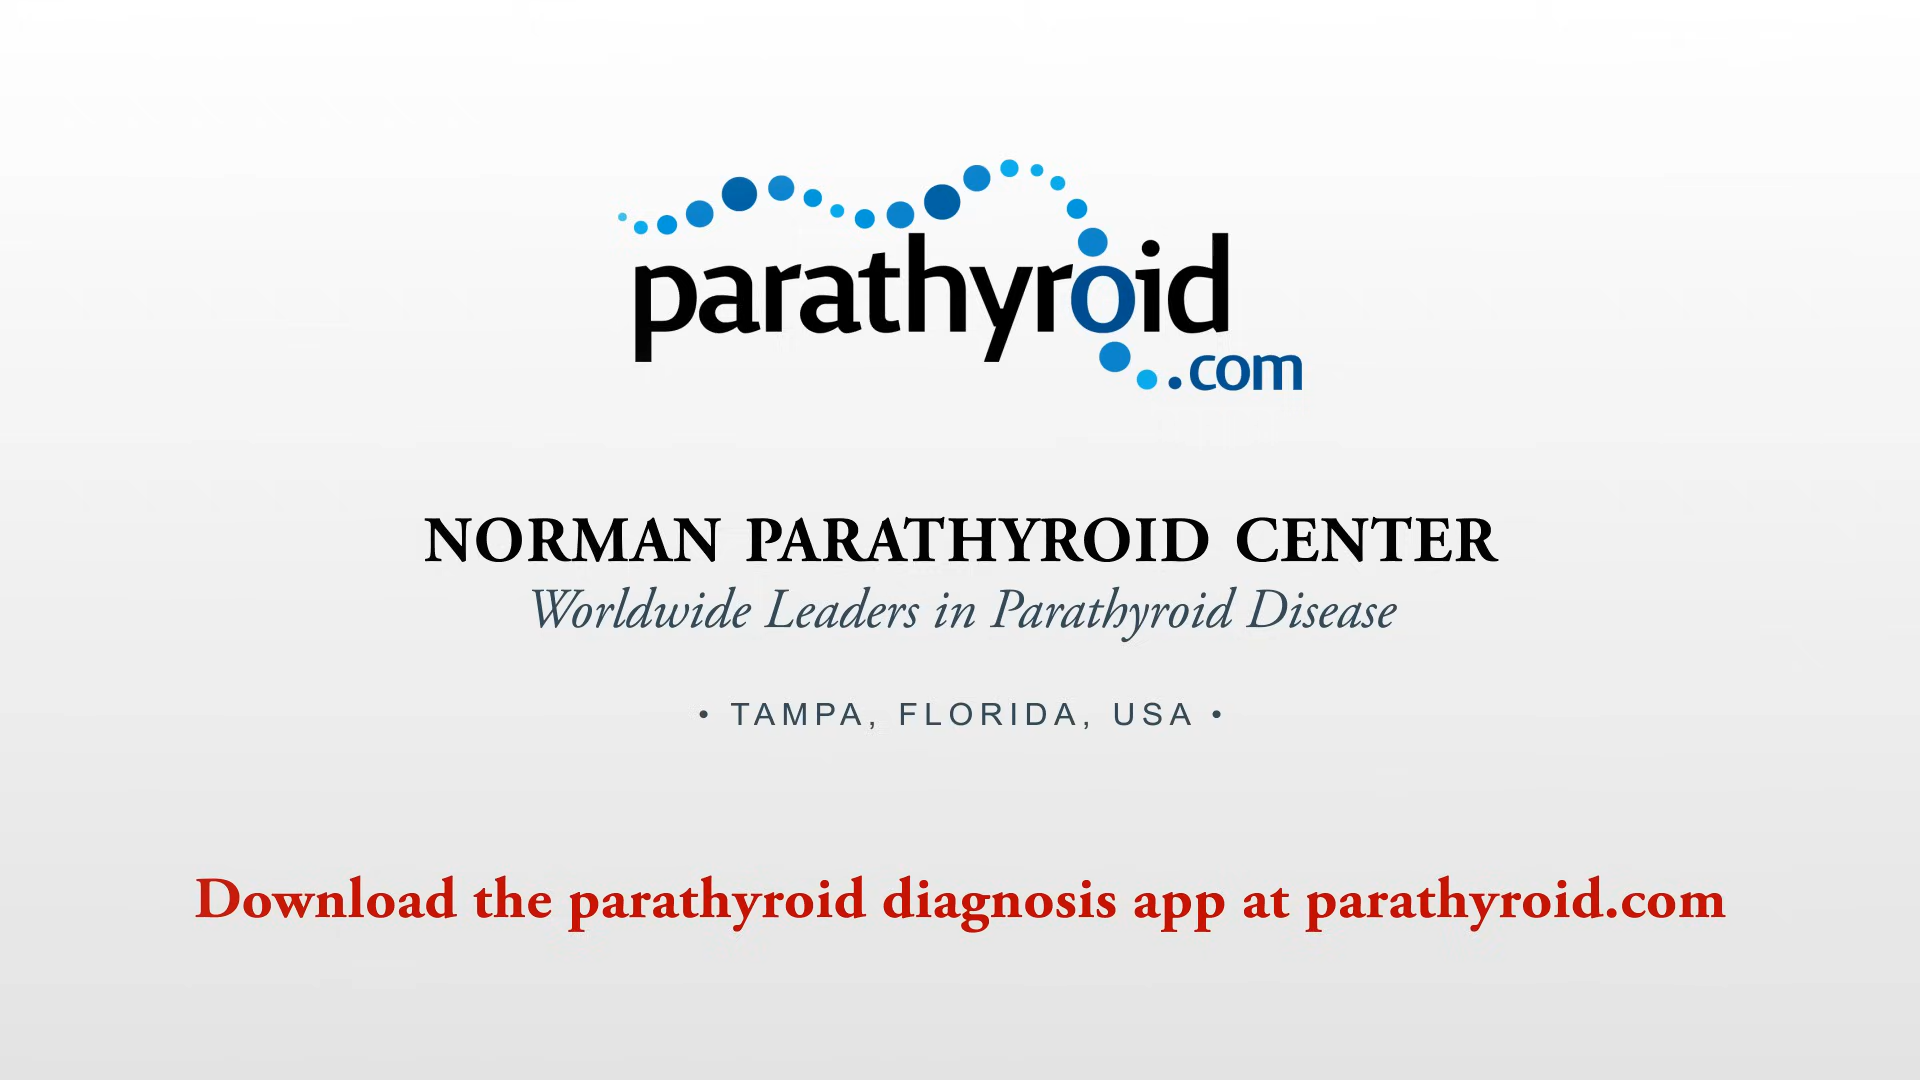 parathyroid
.com
NORMAN PARATHYROID CENTER
Worldwide Leaders in Parathyroid Disease
• TAMPA, FLORIDA, USA •
Download the parathyroid diagnosis app at parathyroid.com